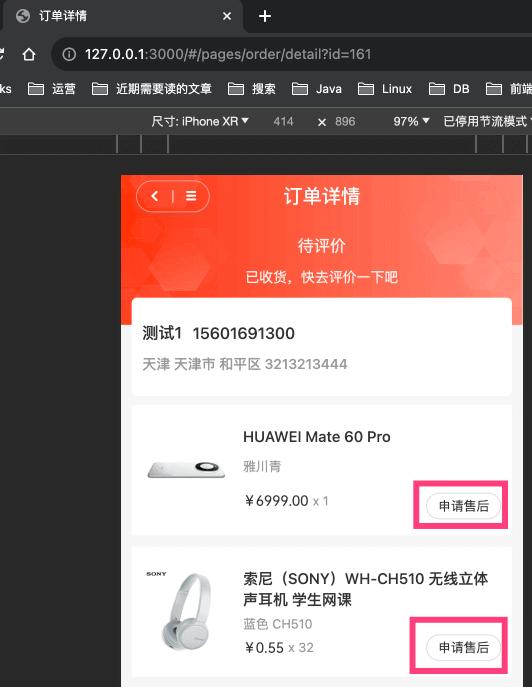 订单详情
127.0.0.1:3000/#/pages/order/detail?id=161
ks 运营 近期需要读的文章 搜索 Java Linux DB 前端
尺寸: iPhone XR 414 × 896 97% 已停用节流模式
订单详情
待评价
已收货，快去评价一下吧
测试1 15601691300
天津 天津市 和平区 3213213444
HUAWEI Mate 60 Pro
雅川青
¥6999.00 x 1
申请售后
SONY
索尼（SONY）WH-CH510 无线立体
声耳机 学生网课
蓝色 CH510
¥0.55 x 32
申请售后